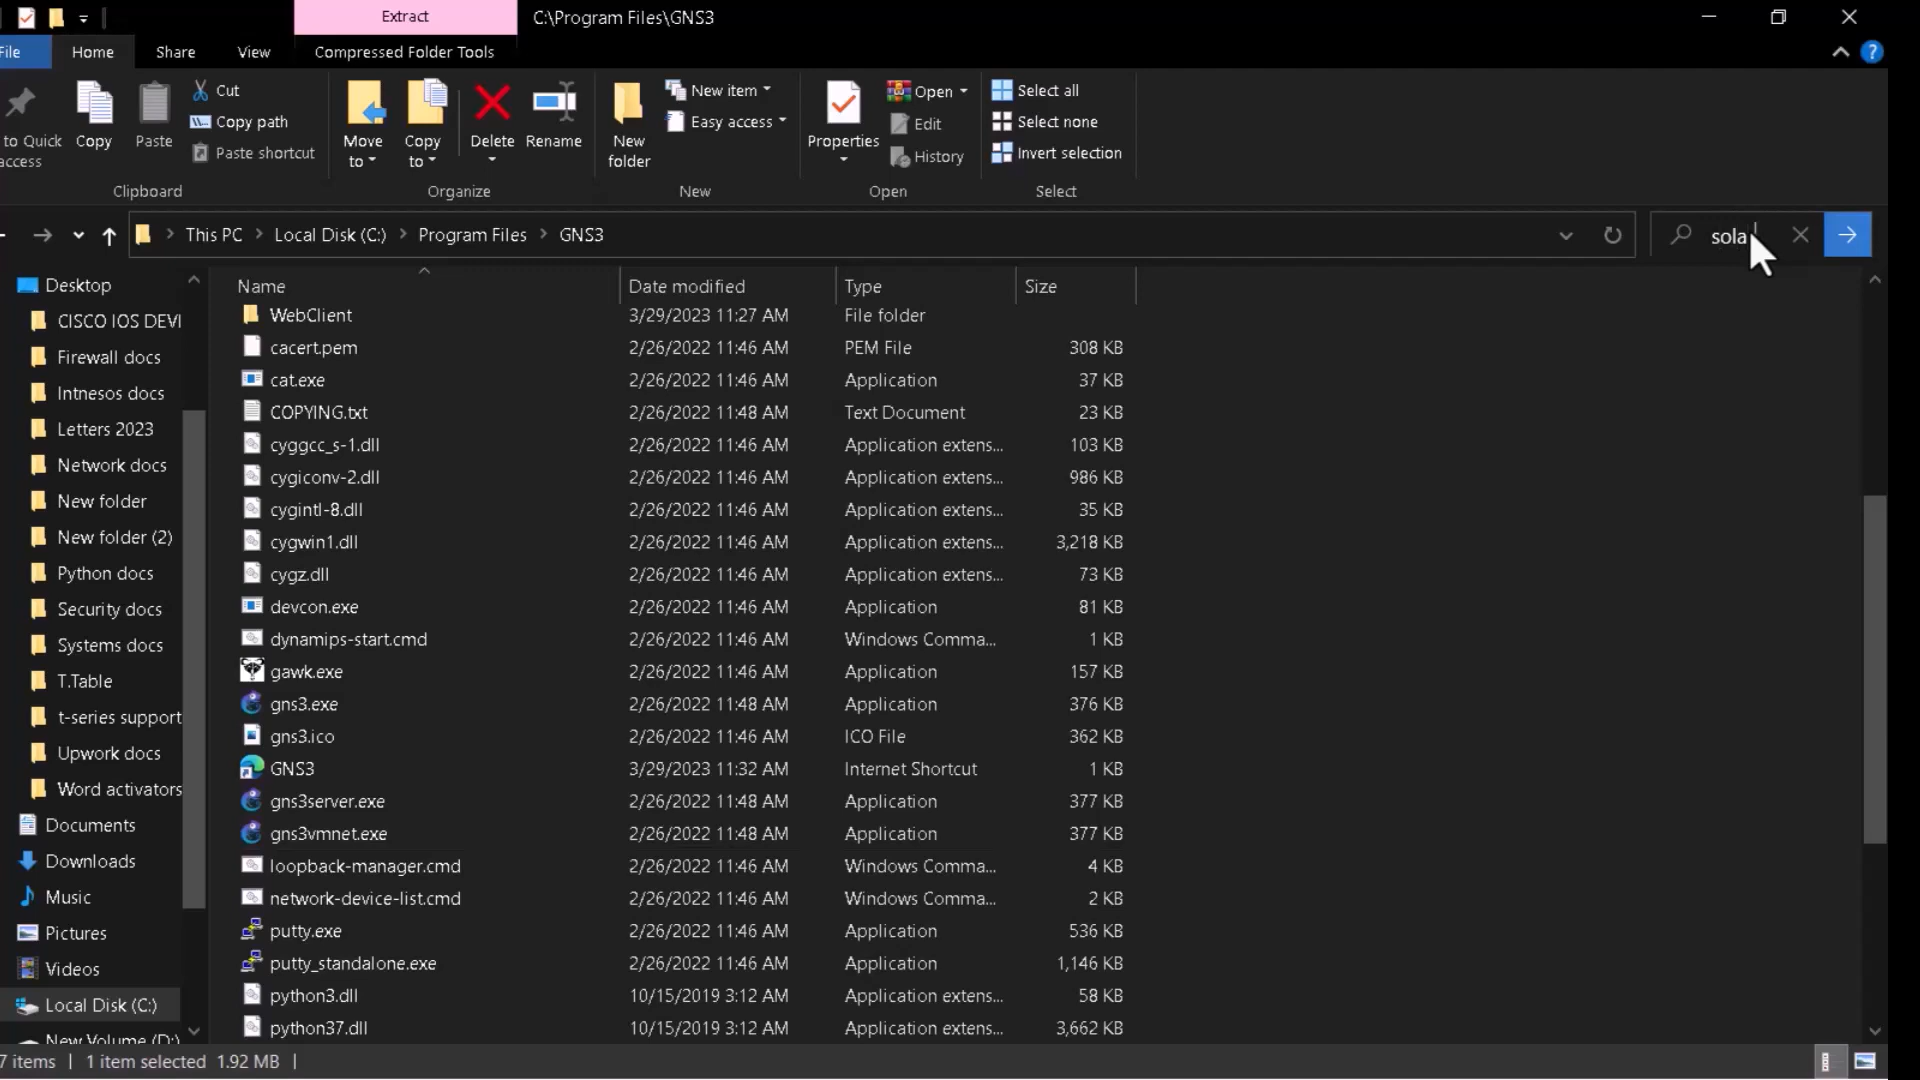 Extract
C:\Program Files\GNS3
File
Home
Share
View
Compressed Folder Tools
to Quick
access
Copy
Paste
Cut
Copy path
Paste shortcut
Clipboard
Move
to
Copy
to
Delete
Rename
Organize
New
folder
New item
Easy access
New
Properties
Open
Edit
History
Open
Select all
Select none
Invert selection
Select
This PC
Local Disk (C:)
Program Files
GNS3
sola
Desktop
CISCO IOS DEVI
Firewall docs
Intnesos docs
Letters 2023
Network docs
New folder
New folder (2)
Python docs
Security docs
Systems docs
T.Table
t-series support
Upwork docs
Word activators
Documents
Downloads
Music
Pictures
Videos
Local Disk (C:)
New Volume (D:)
Name Date modified Type Size
WebClient 3/29/2023 11:27 AM File folder
cacert.pem 2/26/2022 11:46 AM PEM File 308 KB
cat.exe 2/26/2022 11:46 AM Application 37 KB
COPYING.txt 2/26/2022 11:48 AM Text Document 23 KB
cyggcc_s-1.dll 2/26/2022 11:46 AM Application extens... 103 KB
cygiconv-2.dll 2/26/2022 11:46 AM Application extens... 986 KB
cygintl-8.dll 2/26/2022 11:46 AM Application extens... 35 KB
cygwin1.dll 2/26/2022 11:46 AM Application extens... 3,218 KB
cygz.dll 2/26/2022 11:46 AM Application extens... 73 KB
devcon.exe 2/26/2022 11:46 AM Application 81 KB
dynamips-start.cmd 2/26/2022 11:46 AM Windows Comma... 1 KB
gawk.exe 2/26/2022 11:46 AM Application 157 KB
gns3.exe 2/26/2022 11:48 AM Application 376 KB
gns3.ico 2/26/2022 11:46 AM ICO File 362 KB
GNS3 3/29/2023 11:32 AM Internet Shortcut 1 KB
gns3server.exe 2/26/2022 11:48 AM Application 377 KB
gns3vmnet.exe 2/26/2022 11:48 AM Application 377 KB
loopback-manager.cmd 2/26/2022 11:46 AM Windows Comma... 4 KB
network-device-list.cmd 2/26/2022 11:46 AM Windows Comma... 2 KB
putty.exe 2/26/2022 11:46 AM Application 536 KB
putty_standalone.exe 2/26/2022 11:46 AM Application 1,146 KB
python3.dll 10/15/2019 3:12 AM Application extens... 58 KB
python37.dll 10/15/2019 3:12 AM Application extens... 3,662 KB
7 items 1 item selected 1.92 MB